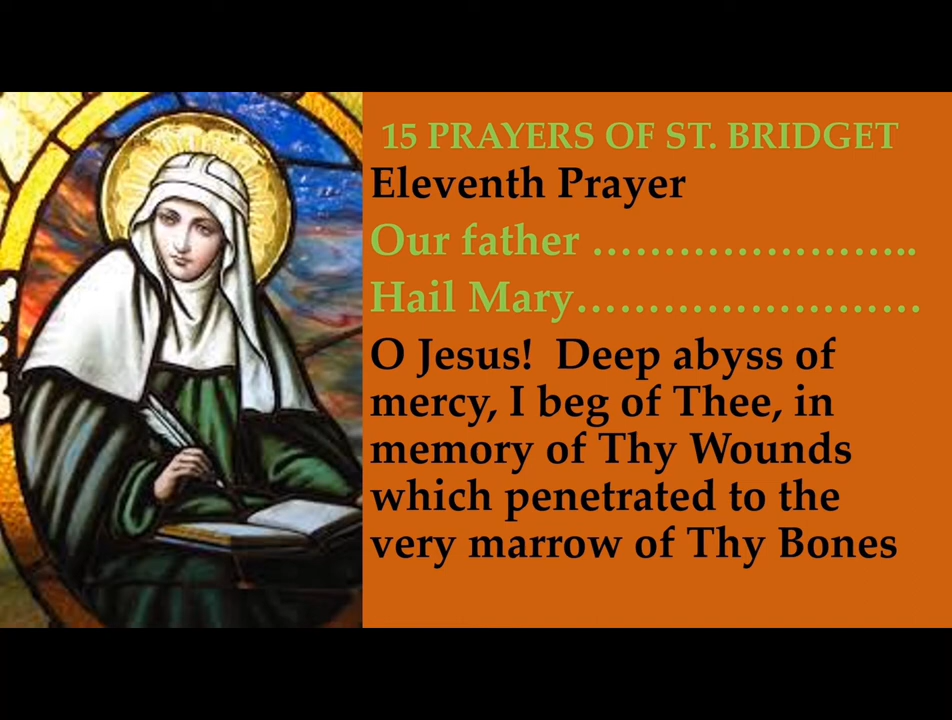 15 PRAYERS OF ST. BRIDGET
Eleventh Prayer
Our father …………………..
Hail Mary……………………
O Jesus!  Deep abyss of
mercy, I beg of Thee, in
memory of Thy Wounds
which penetrated to the
very marrow of Thy Bones